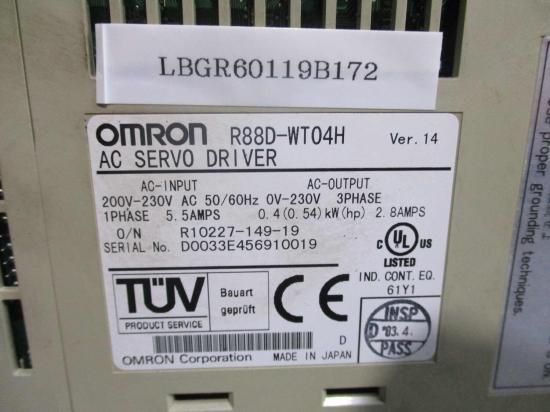 LBGR60119B172
OMRON R88D-WT04H Ver. 14
AC SERVO DRIVER
AC-INPUT AC-OUTPUT
200V-230V AC 50/60Hz 0V-230V 3PHASE
1PHASE 5.5AMPS 0.4(0.54)kW(hp) 2.8AMPS
O/N R10227-149-19
SERIAL No. D0033E456910019
C UL US
LISTED
IND. CONT. EQ.
61Y1
TÜV
PRODUCT SERVICE
Bauart
geprüft
CE
INSP
D '03.4.
PASS
D
OMRON Corporation MADE IN JAPAN
se proper
grounding techniques.